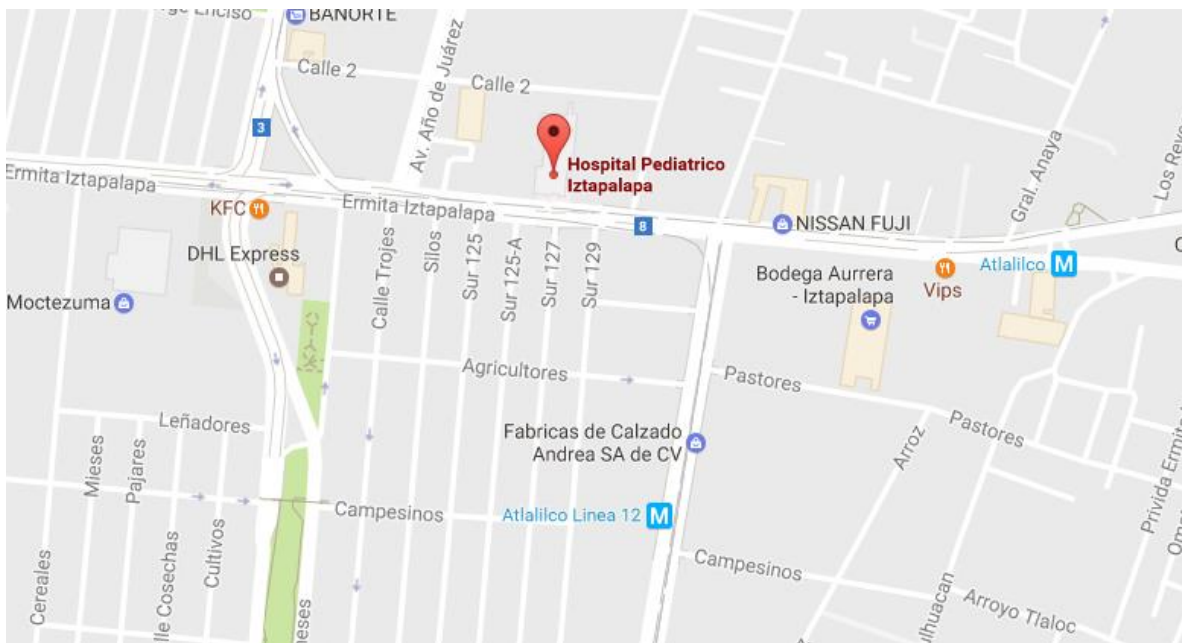 BANORTE
Calle 2
Calle 2
Av. Año de Juárez
3
Hospital Pediatrico
Iztapalapa
Gral. Anaya
Ermita Iztapalapa
Ermita Iztapalapa
KFC
8
NISSAN FUJI
DHL Express
Calle Trojes
Silos
Sur 125
Sur 125-A
Sur 127
Sur 129
Atlalilco M
Bodega Aurrera
- Iztapalapa
Vips
Moctezuma
Agricultores
Pastores
Leñadores
Pastores
Mieses
Pajares
Fabricas de Calzado
Andrea SA de CV
Arroz
Campesinos
Atlalilco Linea 12 M
Cereales
Cultivos
Campesinos
Arroyo Tlaloc